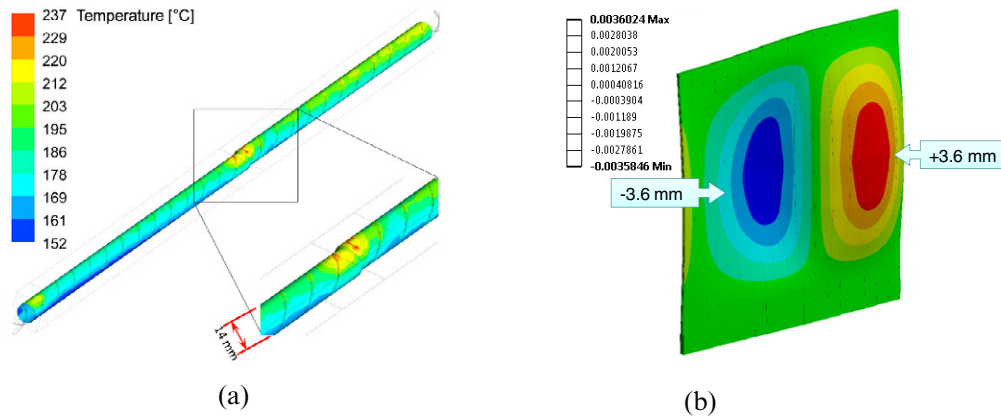 237 Temperature [°C]
229
220
212
203
195
186
178
169
161
152
14 mm
(a)
0.0036024 Max
0.0028038
0.0020053
0.0012067
0.00040816
-0.0003904
-0.001189
-0.0019875
-0.0027861
-0.0035846 Min
-3.6 mm
+3.6 mm
(b)